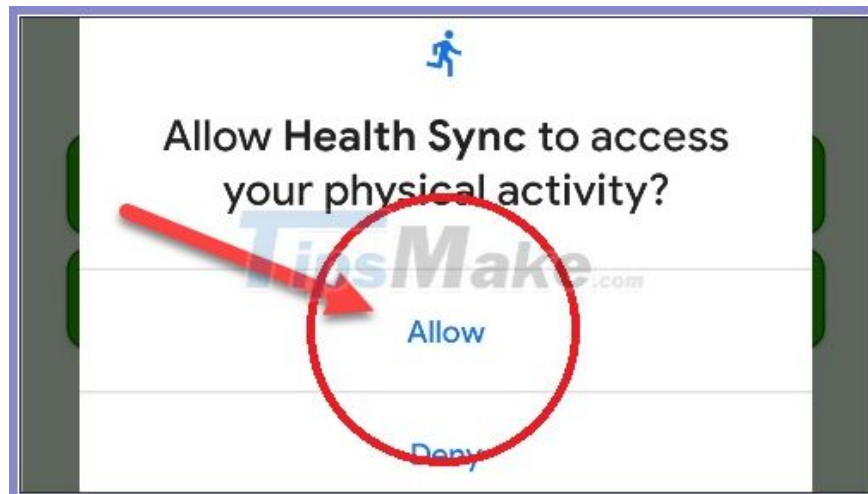 Allow Health Sync to access
your physical activity?
TipsMake.com
Allow
Deny